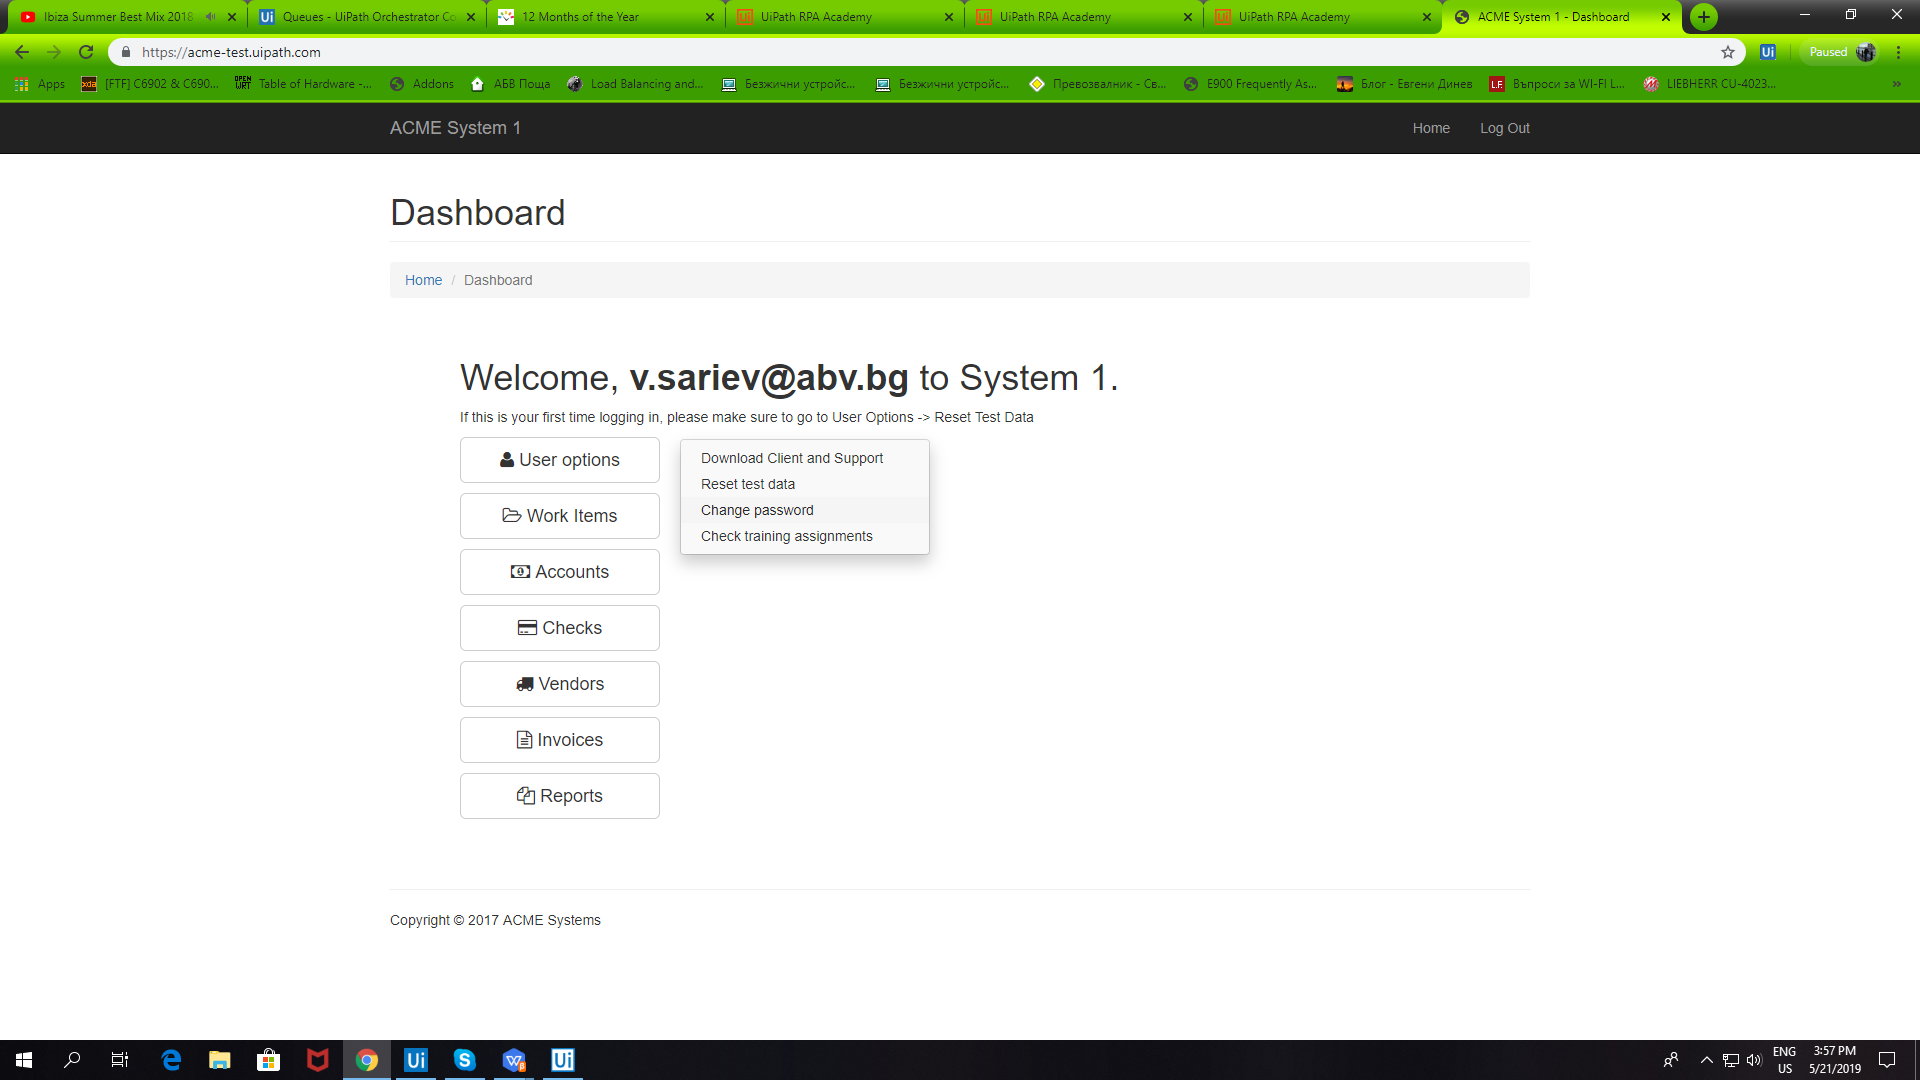 Ibiza Summer Best Mix 2018
Queues - UiPath Orchestrator Co
12 Months of the Year
UiPath RPA Academy
UiPath RPA Academy
UiPath RPA Academy
ACME System 1 - Dashboard
https://acme-test.uipath.com
Paused
Apps
[FTF] C6902 & C690...
Table of Hardware -...
Addons
АБВ Поща
Load Balancing and...
Безжични устройс...
Безжични устройс...
Превозвалник - Св...
E900 Frequently As...
Блог - Евгени Динев
Въпроси за WI-FI L...
LIEBHERR CU-4023...
ACME System 1
Home
Log Out
Dashboard
Home / Dashboard
Welcome, v.sariev@abv.bg to System 1.
If this is your first time logging in, please make sure to go to User Options -> Reset Test Data
User options
Download Client and Support
Reset test data
Change password
Check training assignments
Work Items
Accounts
Checks
Vendors
Invoices
Reports
Copyright © 2017 ACME Systems
ENG
US
3:57 PM
5/21/2019